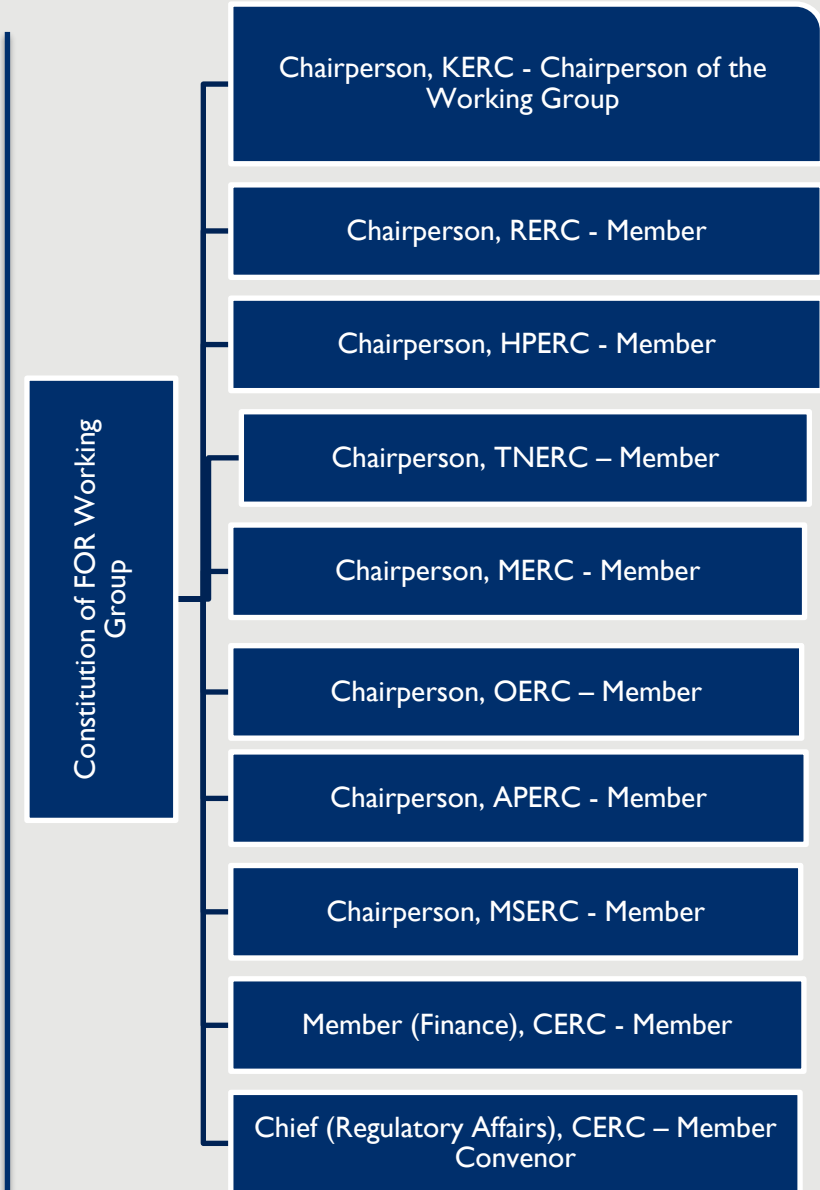 Chairperson, KERC - Chairperson of the
Working Group
Chairperson, RERC - Member
Chairperson, HPERC - Member
Constitution of FOR Working
Group
Chairperson, TNERC – Member
Chairperson, MERC - Member
Chairperson, OERC – Member
Chairperson, APERC - Member
Chairperson, MSERC - Member
Member (Finance), CERC - Member
Chief (Regulatory Affairs), CERC – Member
Convenor